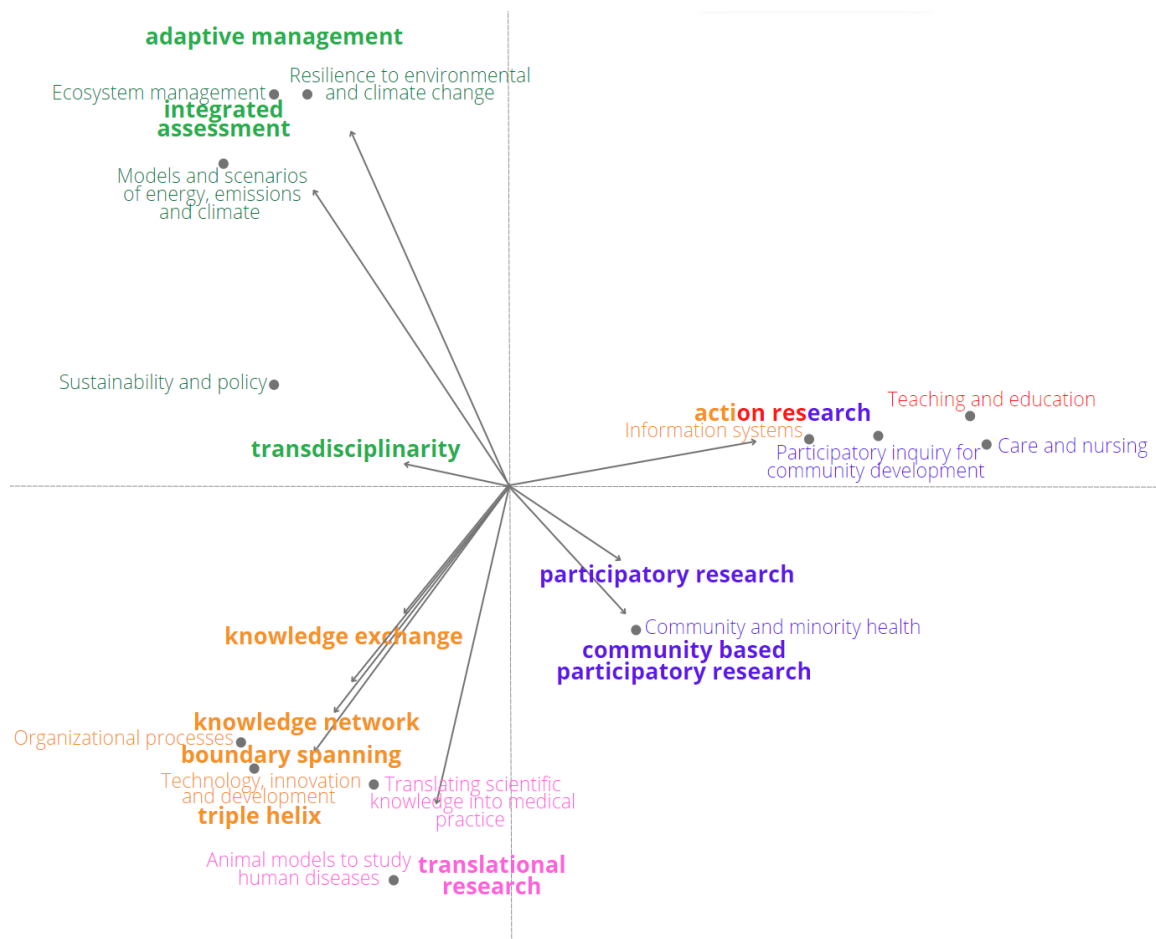 adaptive management
Resilience to environmental
and climate change
Ecosystem management
integrated
assessment
Models and scenarios
of energy, emissions
and climate
Sustainability and policy
transdisciplinarity
Teaching and education
action research
Information systems
Participatory inquiry for
community development
Care and nursing
participatory research
Community and minority health
community based
participatory research
knowledge exchange
knowledge network
Organizational processes
boundary spanning
Technology, innovation
and development
triple helix
Translating scientific
knowledge into medical
practice
Animal models to study
human diseases
translational
research